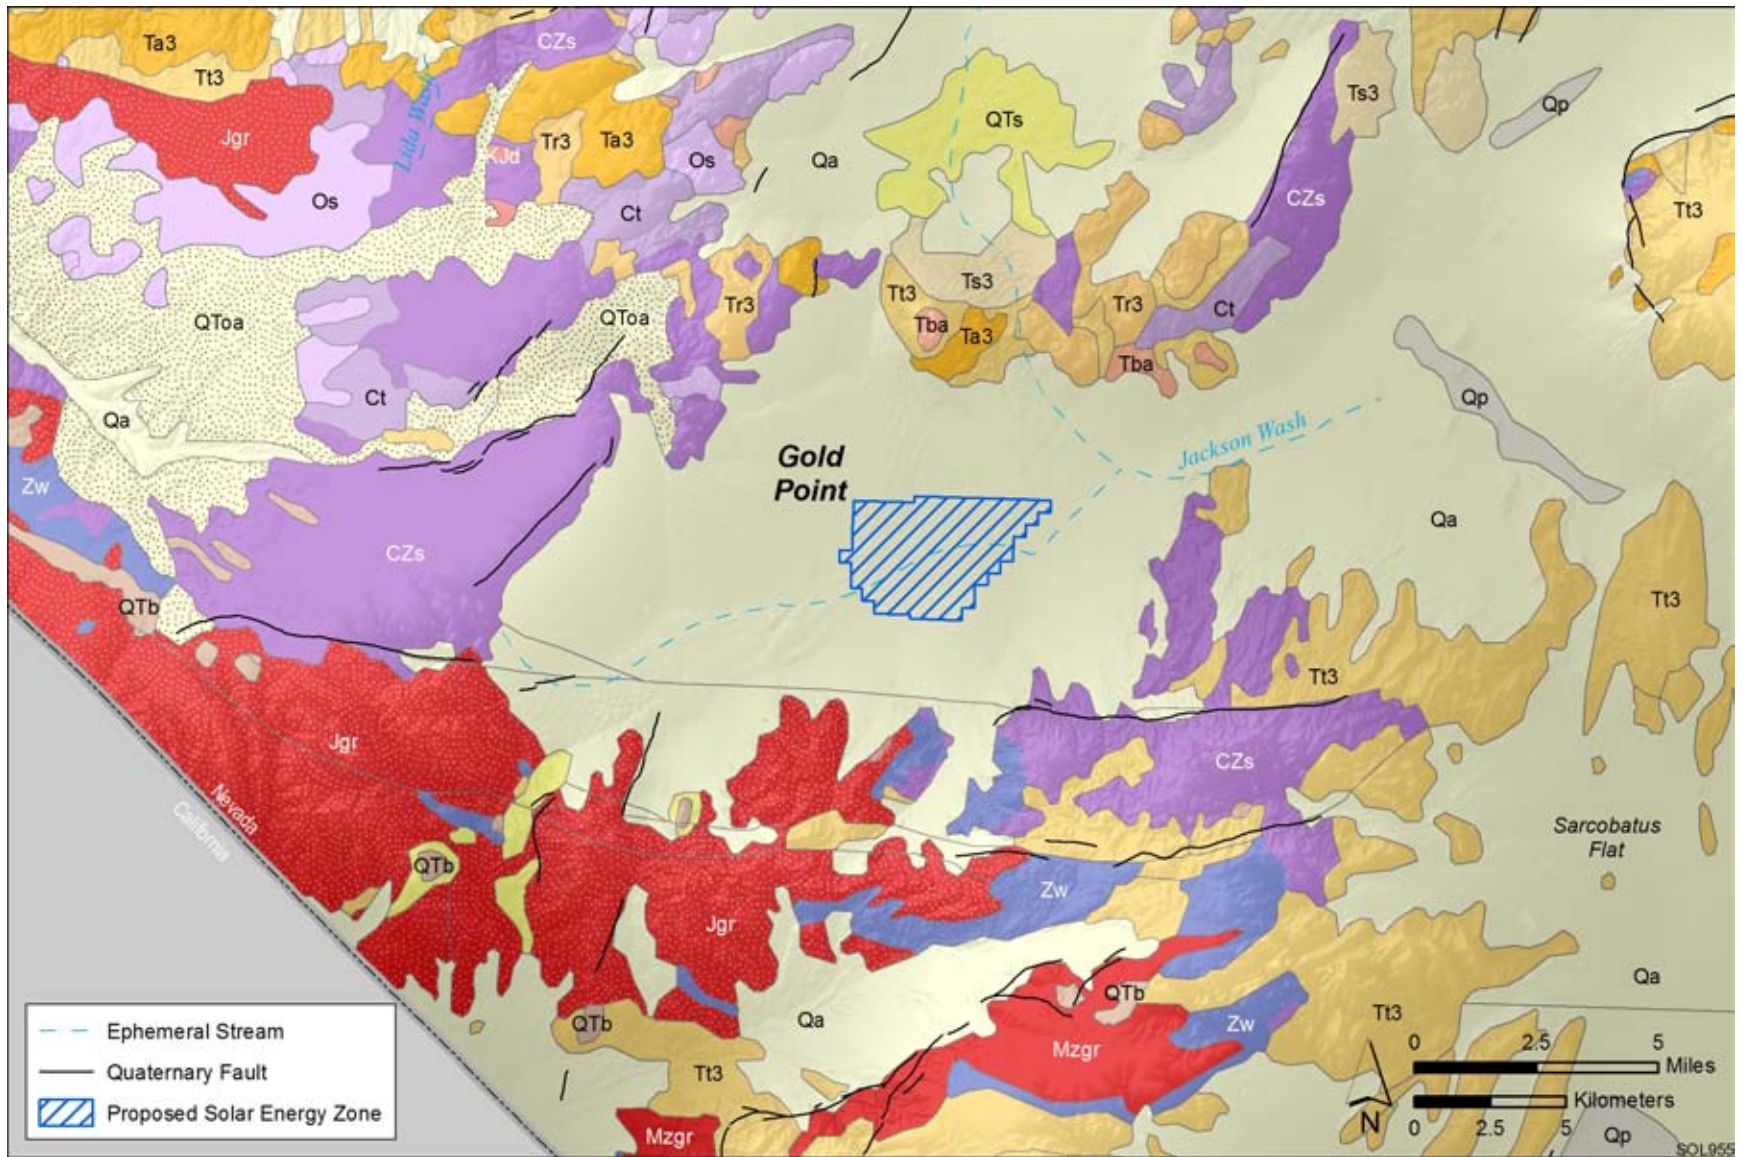 Ta3
CZs
Tt3
Ts3
Qp
Lida Wash
QTs
Jgr
KJd
Tr3
Ta3
Os
Qa
Os
Ct
CZs
Tt3
Ts3
Tt3
Tr3
Tr3
Ct
QToa
QToa
Tba
Ta3
Tba
Ct
Qa
Qp
Jackson Wash
Gold
Point
Zw
Qa
CZs
QTb
Tt3
Tt3
Jgr
CZs
Nevada
California
Sarcobatus
Flat
QTb
Zw
Jgr
Qa
QTb
Tt3
QTb
Qa
Zw
Mzgr
Tt3
Mzgr
Ephemeral Stream
Quaternary Fault
Proposed Solar Energy Zone
0 2.5 5
Miles
Kilometers
0 2.5 5
N
Qp
SOL955